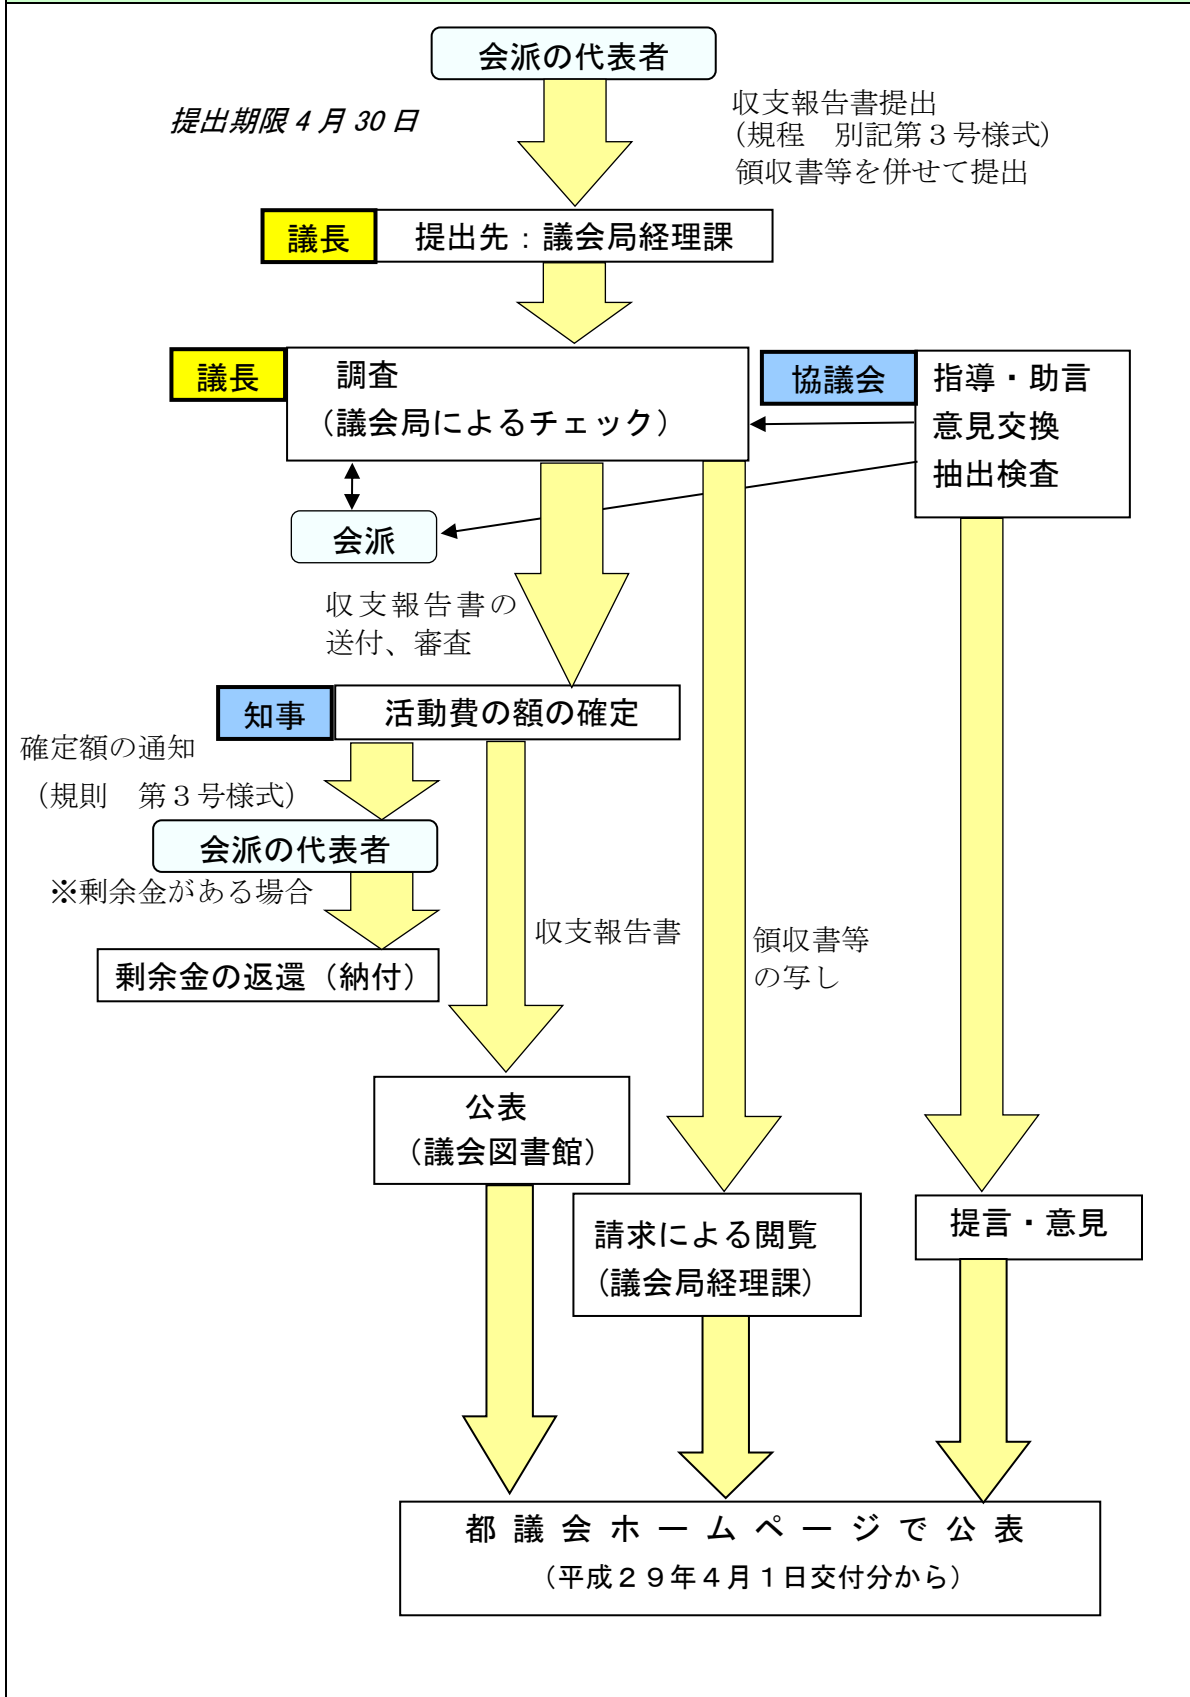 会派の代表者
提出期限４月 30 日
収支報告書提出
（規程　別記第３号様式）
領収書等を併せて提出
議長
提出先：議会局経理課
議長
調査
（議会局によるチェック）
協議会
指導・助言
意見交換
抽出検査
会派
収支報告書の
送付、審査
知事
活動費の額の確定
確定額の通知
（規則　第３号様式）
会派の代表者
※剰余金がある場合
剰余金の返還（納付）
収支報告書
領収書等
の写し
公表
（議会図書館）
請求による閲覧
（議会局経理課）
提言・意見
都議会ホームページで公表
（平成２９年４月１日交付分から）